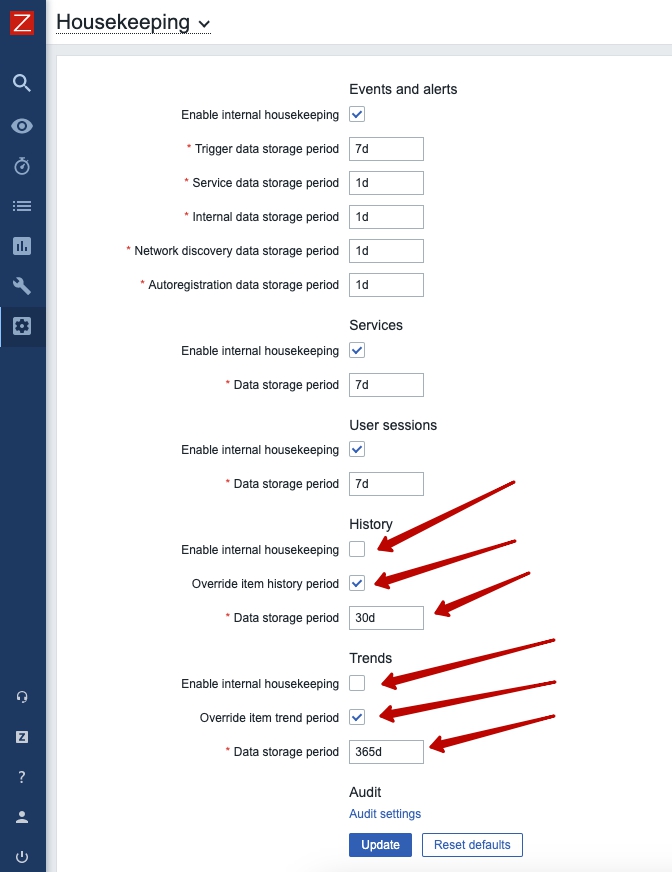 Z
Housekeeping
Events and alerts
Enable internal housekeeping
* Trigger data storage period 7d
* Service data storage period 1d
* Internal data storage period 1d
* Network discovery data storage period 1d
* Autoregistration data storage period 1d
Services
Enable internal housekeeping
* Data storage period 7d
User sessions
Enable internal housekeeping
* Data storage period 7d
History
Enable internal housekeeping
Override item history period
* Data storage period 30d
Trends
Enable internal housekeeping
Override item trend period
* Data storage period 365d
Z
Audit
?
Audit settings
Update Reset defaults